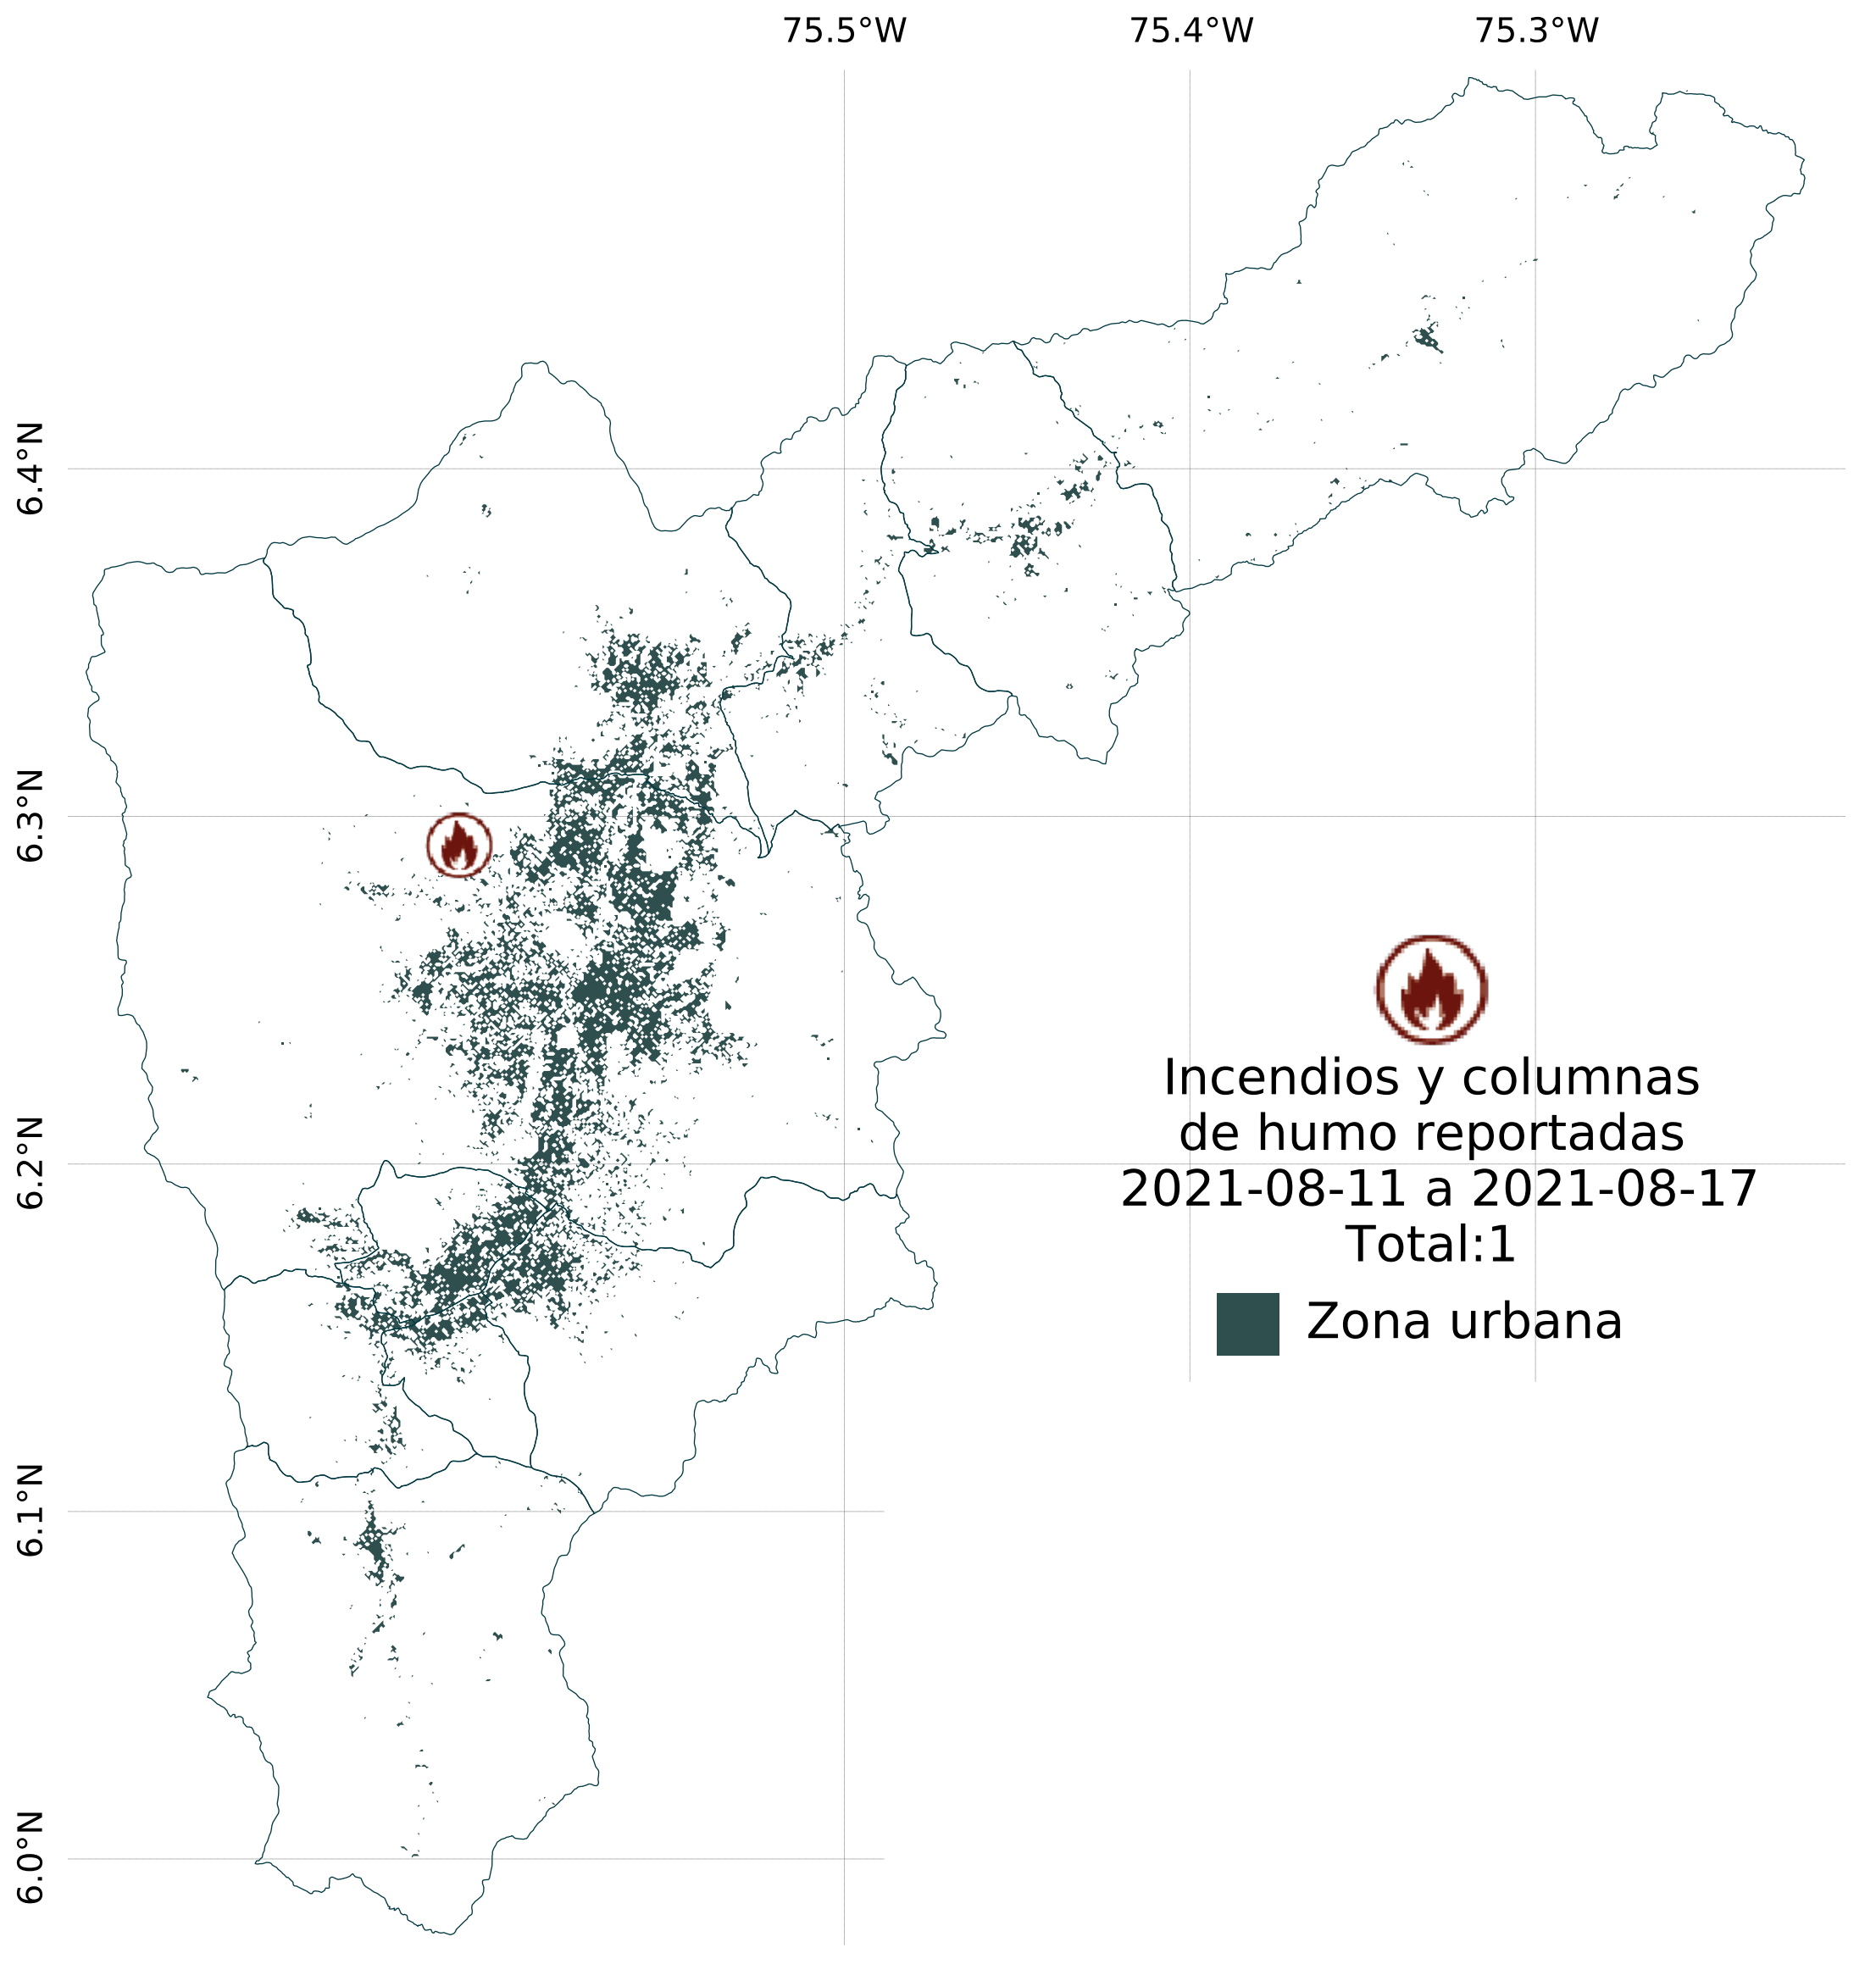 75.5°W 75.4°W 75.3°W
6.4°N
6.3°N
6.2°N
6.1°N
6.0°N
Incendios y columnas
de humo reportadas
2021-08-11 a 2021-08-17
Total:1
Zona urbana